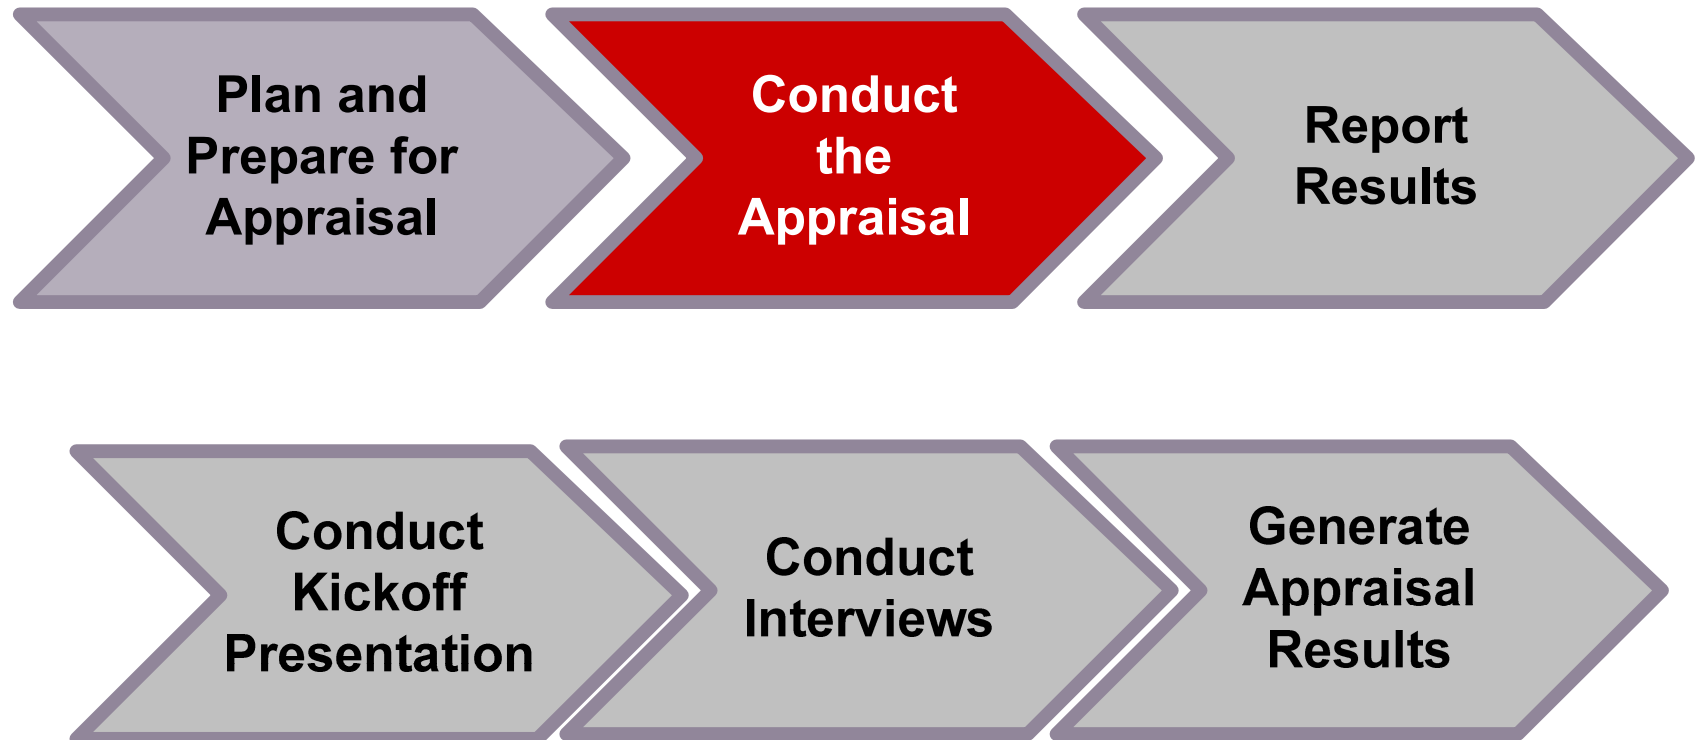 Plan and
Prepare for
Appraisal
Conduct
the
Appraisal
Report
Results
Conduct
Kickoff
Presentation
Conduct
Interviews
Generate
Appraisal
Results